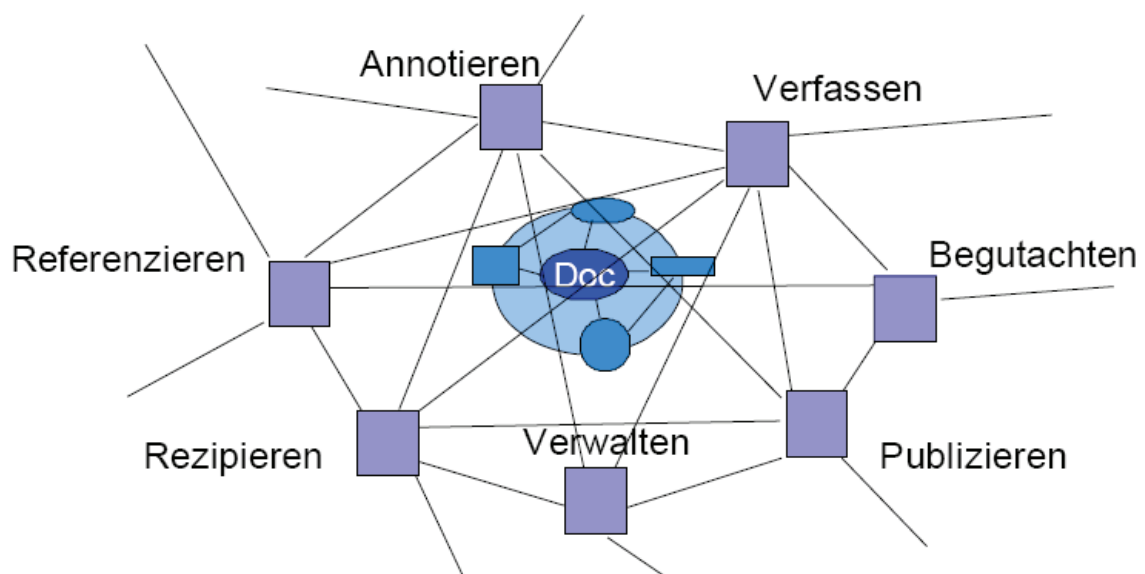 Annotieren
Verfassen
Referenzieren
Doc
Begutachten
Rezipieren
Verwalten
Publizieren